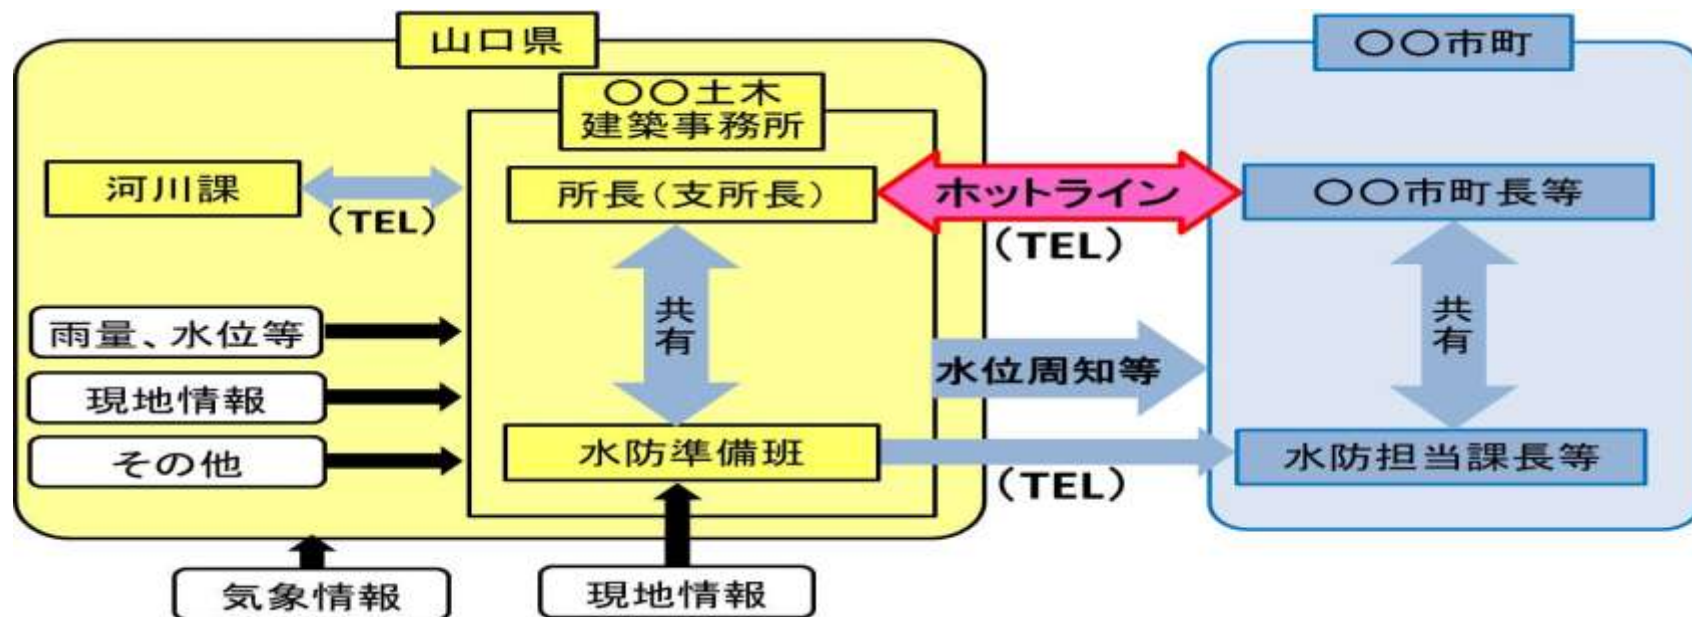 山口県
〇〇市町
〇〇土木
建築事務所
河川課
(TEL)
所長(支所長)
ホットライン
(TEL)
〇〇市町長等
雨量、水位等
現地情報
その他
共有
水位周知等
共有
水防準備班
(TEL)
水防担当課長等
気象情報
現地情報